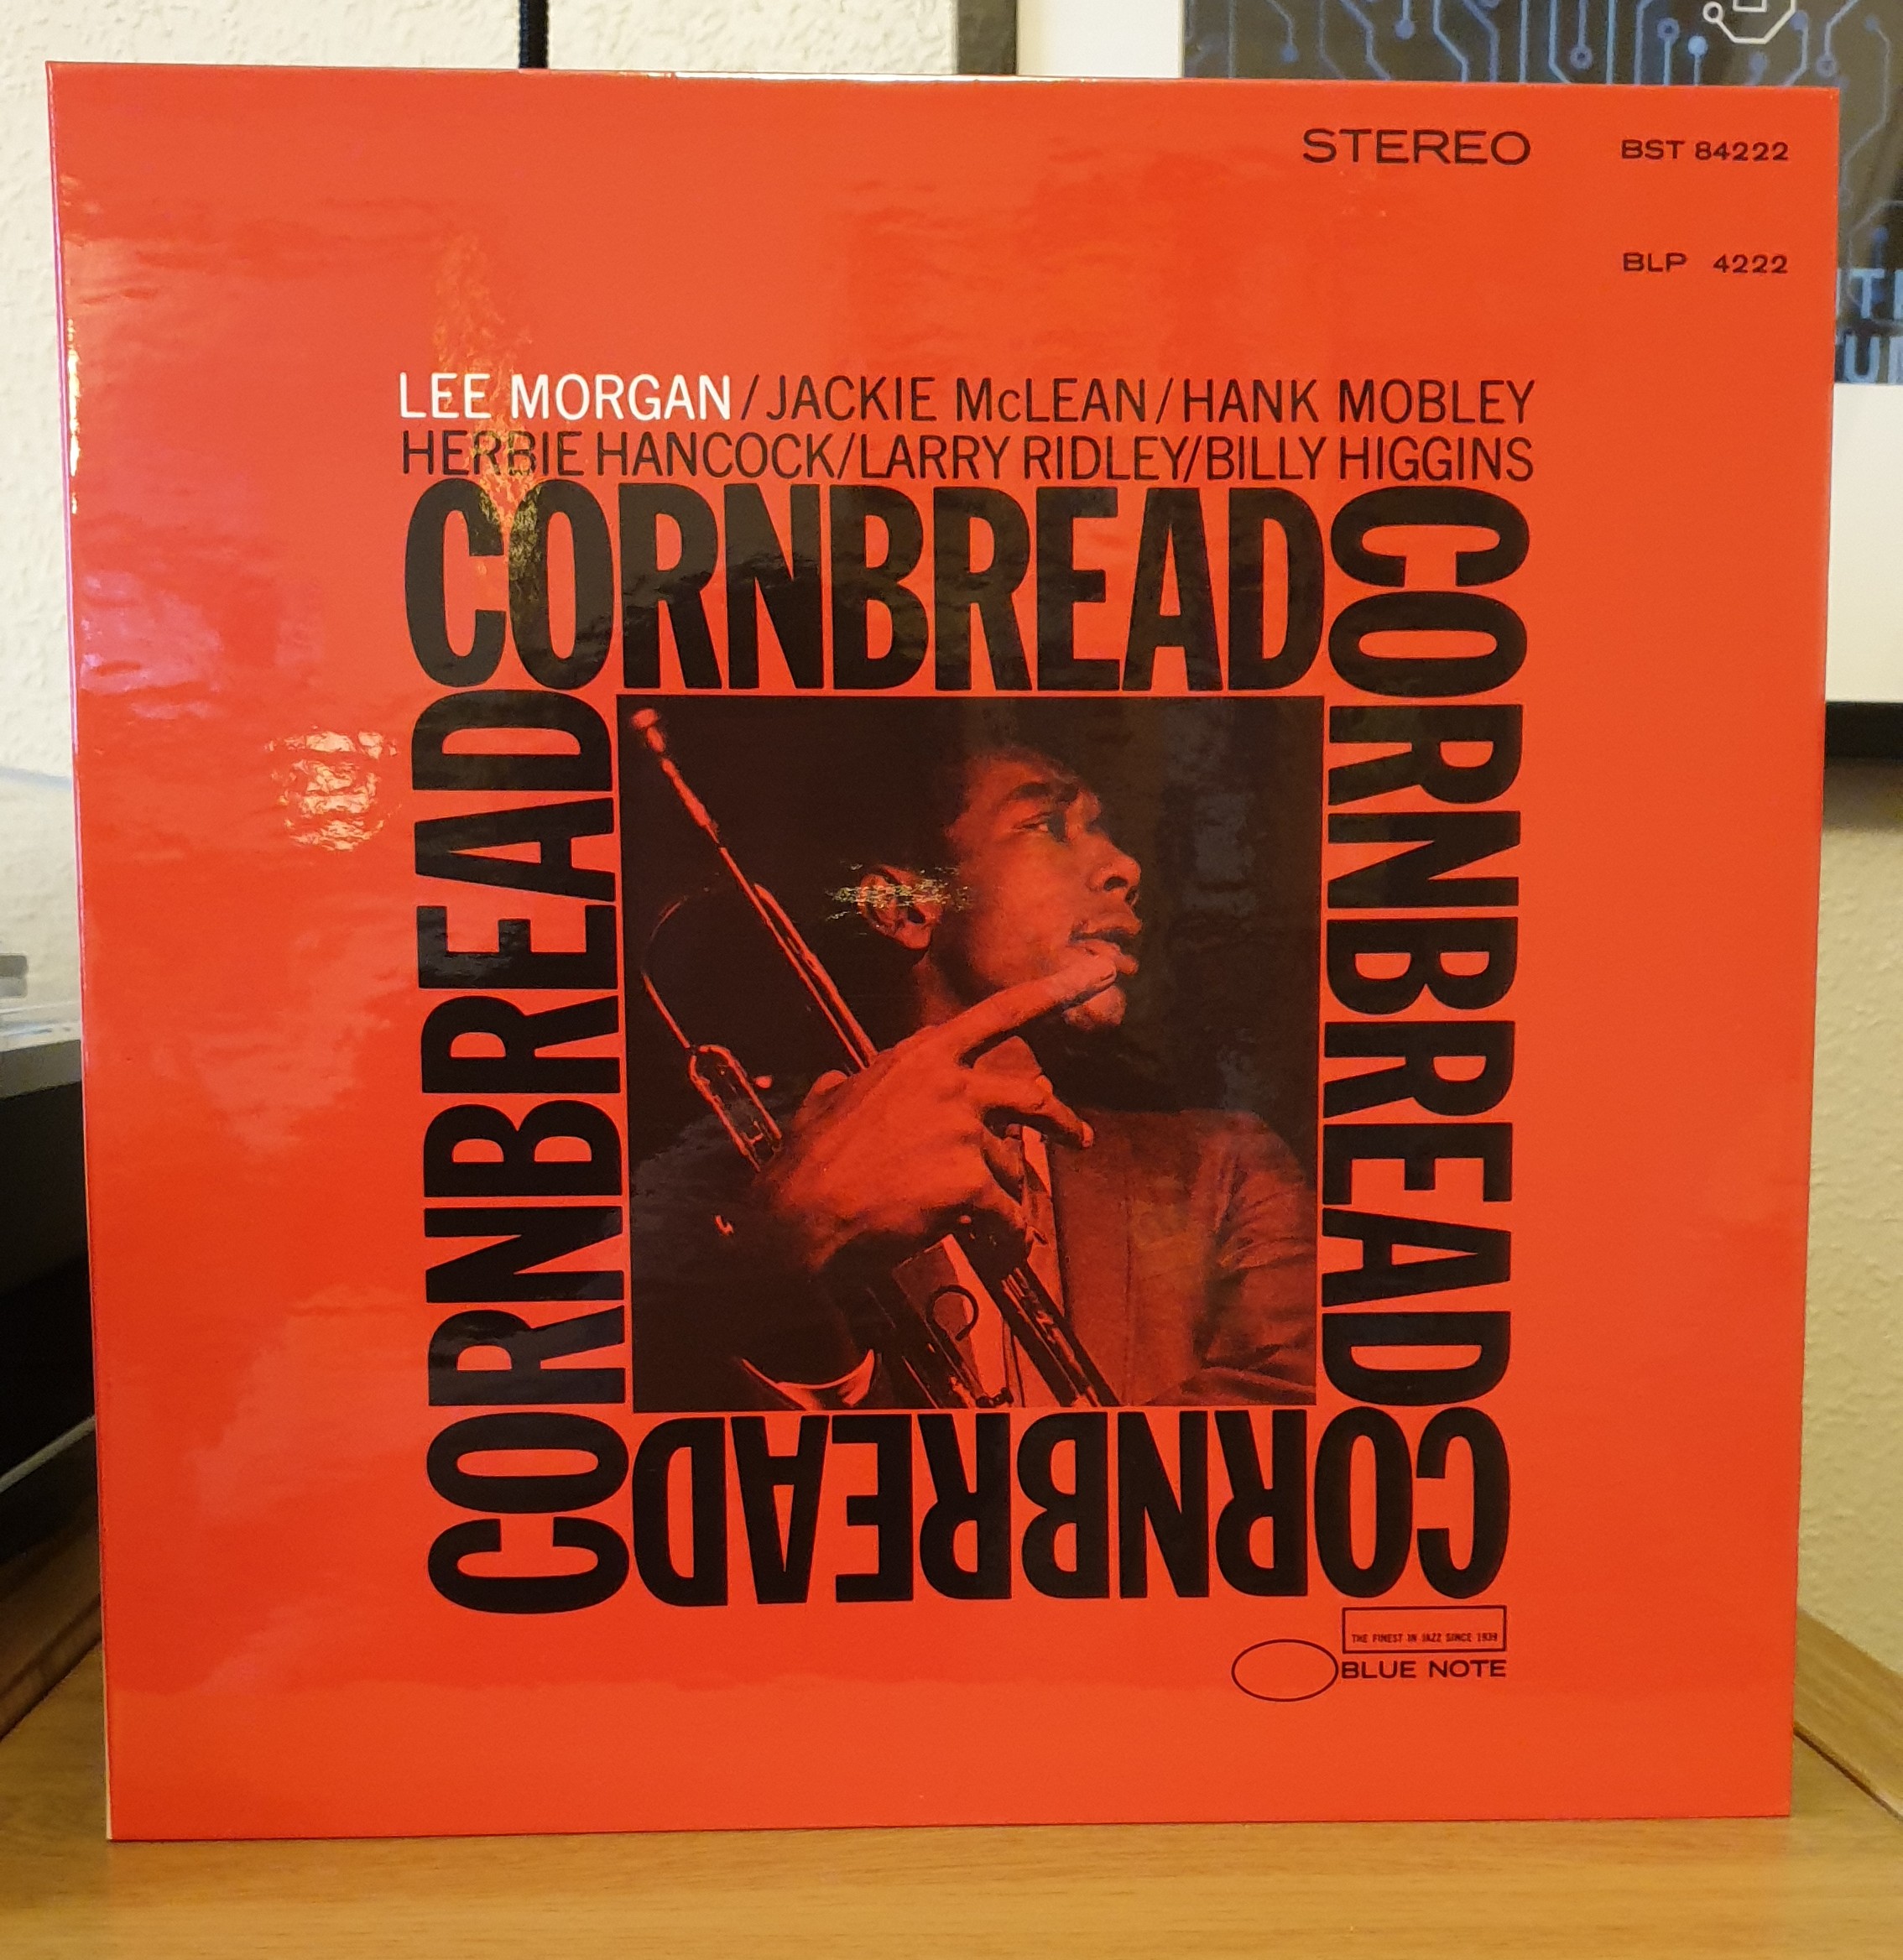 STEREO BST 84222
BLP 4222
LEE MORGAN/JACKIE McLEAN/HANK MOBLEY
HERBIE HANCOCK/LARRY RIDLEY/BILLY HIGGINS
CORNBREAD
CORNBREAD
CORNBREAD
CORNBREAD
THE FINEST IN JAZZ SINCE 1939
BLUE NOTE